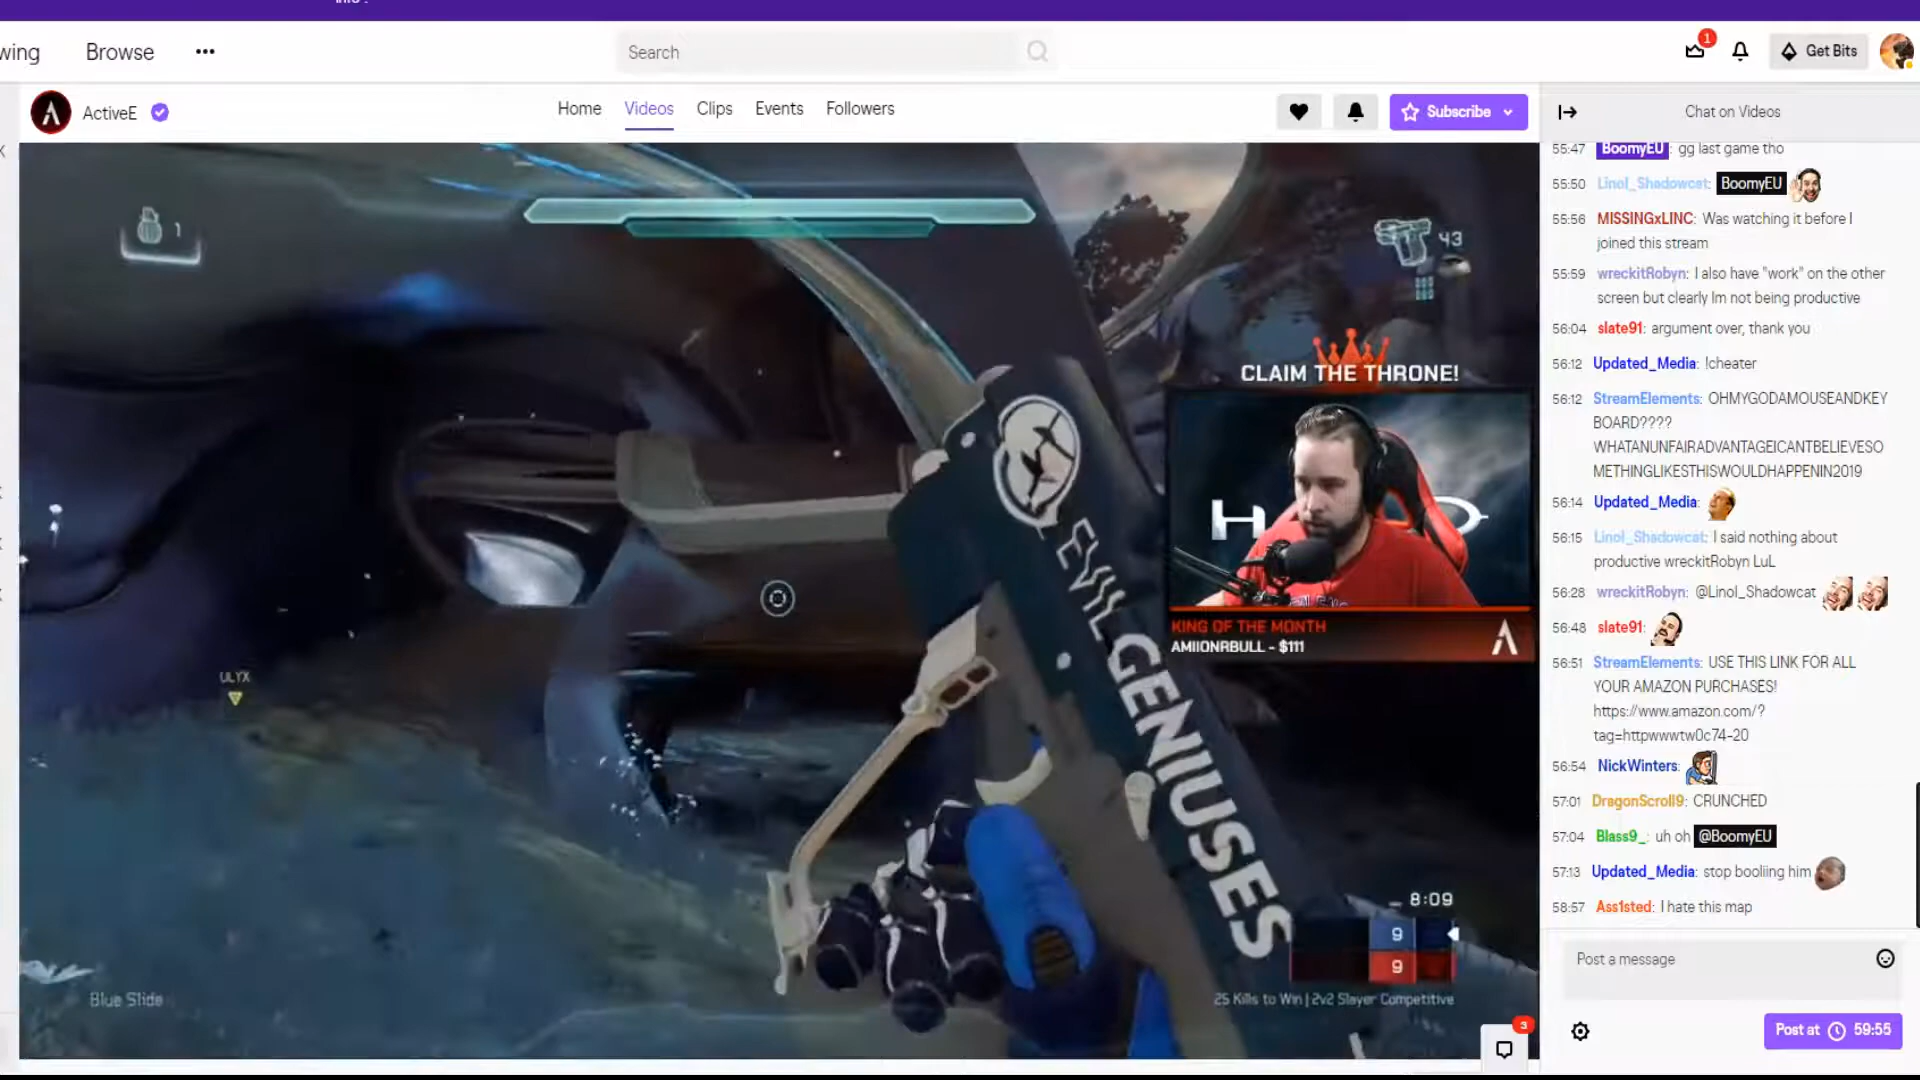 wing
Browse
•••
Search
1
Get Bits
ActiveE
Home
Videos
Clips
Events
Followers
Subscribe
Chat on Videos
1
43
CLAIM THE THRONE!
KING OF THE MONTH
AMIIONRBULL - $111
EVIL GENIUSES
ULYX
8:09
9
9
Blue Slide
25 Kills to Win | 2v2 Slayer Competitive
3
55:47 BoomyEU: gg last game tho
55:50 Linol_Shadowcat: BoomyEU
55:56 MISSINGxLINC: Was watching it before I
joined this stream
55:59 wreckitRobyn: I also have "work" on the other
screen but clearly Im not being productive
56:04 slate91: argument over, thank you
56:12 Updated_Media: !cheater
56:12 StreamElements: OHMYGODAMOUSEANDKEY
BOARD????
WHATANUNFAIRADVANTAGEICANTBELIEVESO
METHINGLIKESTHISWOULDHAPPENIN2019
56:14 Updated_Media:
56:15 Linol_Shadowcat: I said nothing about
productive wreckitRobyn LuL
56:28 wreckitRobyn: @Linol_Shadowcat
56:48 slate91:
56:51 StreamElements: USE THIS LINK FOR ALL
YOUR AMAZON PURCHASES!
https://www.amazon.com/?
tag=httpwwwtw0c74-20
56:54 NickWinters:
57:01 DragonScroll9: CRUNCHED
57:04 Blass9_: uh oh @BoomyEU
57:13 Updated_Media: stop booliing him
58:57 Ass1sted: I hate this map
Post a message
Post at 59:55